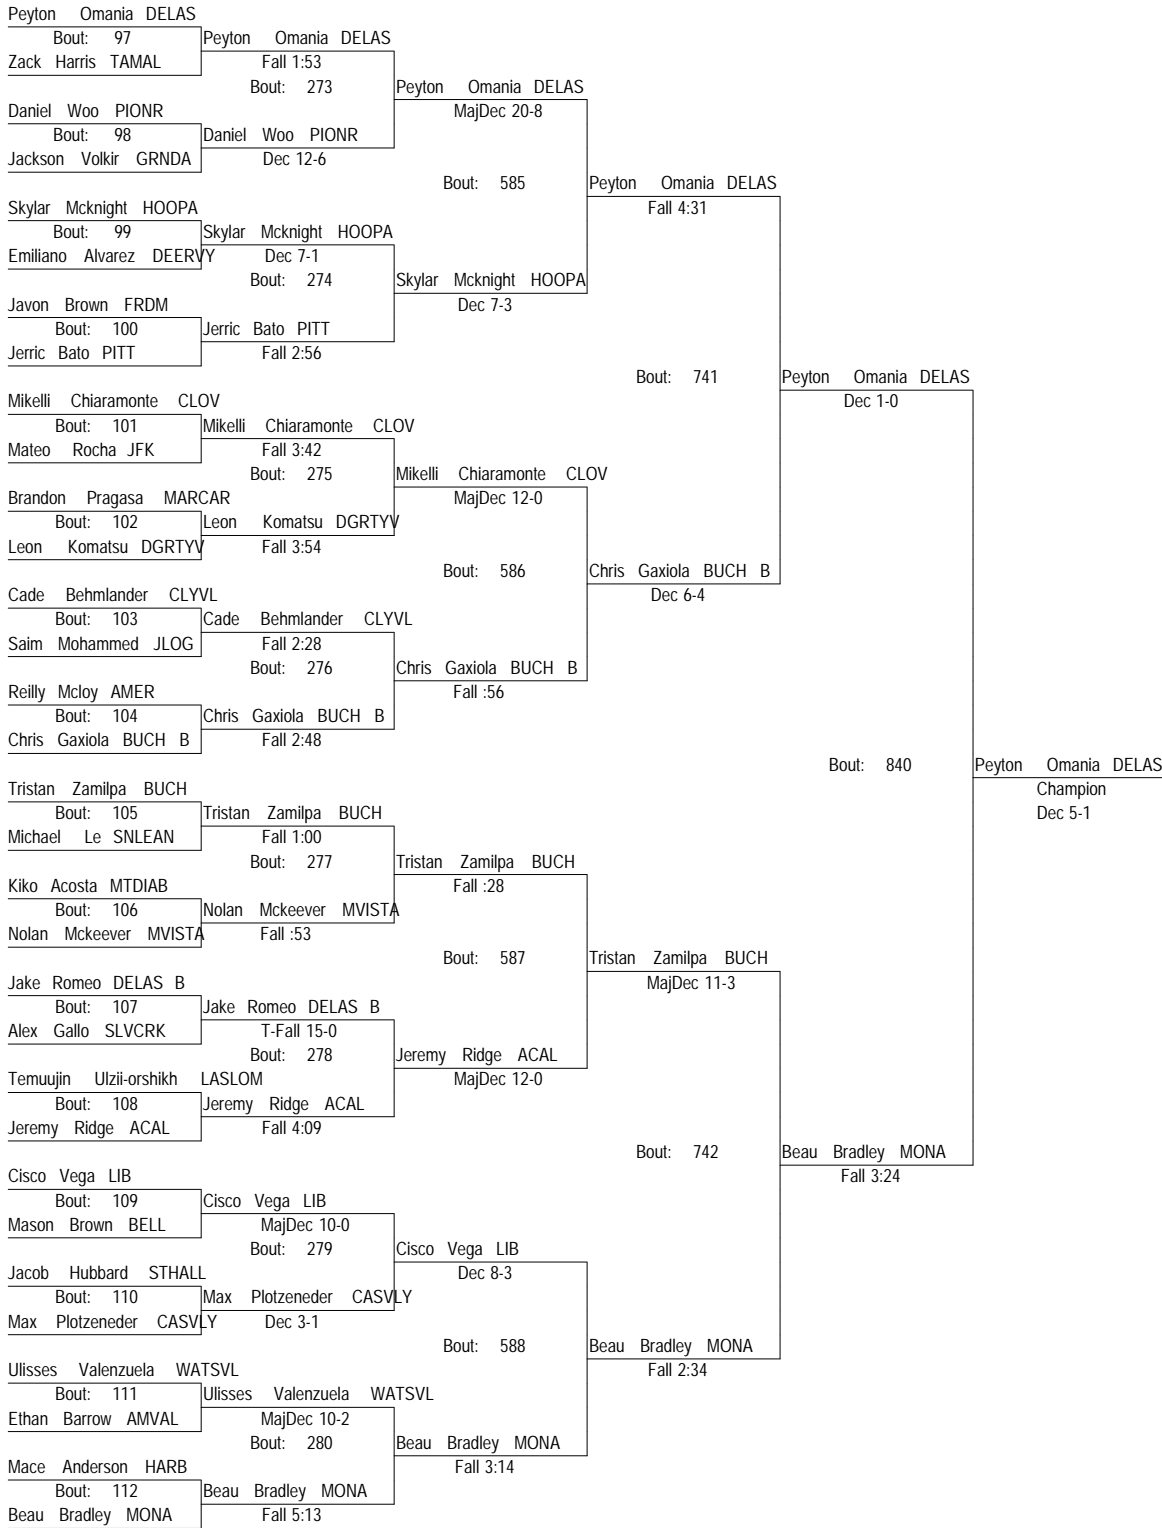 Peyton Omania DELAS
Bout: 97
Zack Harris TAMAL
Daniel Woo PIONR
Bout: 98
Jackson Volkir GRNDA
Skylar Mcknight HOOPA
Bout: 99
Emiliano Alvarez DEERVY
Javon Brown FRDM
Bout: 100
Jerric Bato PITT
Mikelli Chiaramonte CLOV
Bout: 101
Mateo Rocha JFK
Brandon Pragasa MARCAR
Bout: 102
Leon Komatsu DGRTYV
Cade Behmlander CLYVL
Bout: 103
Saim Mohammed JLOG
Reilly Mcloy AMER
Bout: 104
Chris Gaxiola BUCH B
Tristan Zamilpa BUCH
Bout: 105
Michael Le SNLEAN
Kiko Acosta MTDIAB
Bout: 106
Nolan Mckeever MVISTA
Jake Romeo DELAS B
Bout: 107
Alex Gallo SLVCRK
Temuujin Ulzii-orshikh LASLOM
Bout: 108
Jeremy Ridge ACAL
Cisco Vega LIB
Bout: 109
Mason Brown BELL
Jacob Hubbard STHALL
Bout: 110
Max Plotzeneder CASVLY
Ulisses Valenzuela WATSVL
Bout: 111
Ethan Barrow AMVAL
Mace Anderson HARB
Bout: 112
Beau Bradley MONA
Peyton Omania DELAS
Fall 1:53
Bout: 273
Daniel Woo PIONR
Dec 12-6
Skylar Mcknight HOOPA
Dec 7-1
Bout: 274
Jerric Bato PITT
Fall 2:56
Mikelli Chiaramonte CLOV
Fall 3:42
Bout: 275
Leon Komatsu DGRTYV
Fall 3:54
Cade Behmlander CLYVL
Fall 2:28
Bout: 276
Chris Gaxiola BUCH B
Fall 2:48
Tristan Zamilpa BUCH
Fall 1:00
Bout: 277
Nolan Mckeever MVISTA
Fall :53
Jake Romeo DELAS B
T-Fall 15-0
Bout: 278
Jeremy Ridge ACAL
Fall 4:09
Cisco Vega LIB
MajDec 10-0
Bout: 279
Max Plotzeneder CASVLY
Dec 3-1
Ulisses Valenzuela WATSVL
MajDec 10-2
Bout: 280
Beau Bradley MONA
Fall 5:13
Peyton Omania DELAS
MajDec 20-8
Bout: 585
Skylar Mcknight HOOPA
Dec 7-3
Mikelli Chiaramonte CLOV
MajDec 12-0
Bout: 586
Chris Gaxiola BUCH B
Fall :56
Tristan Zamilpa BUCH
Fall :28
Bout: 587
Jeremy Ridge ACAL
MajDec 12-0
Cisco Vega LIB
Dec 8-3
Bout: 588
Beau Bradley MONA
Fall 3:14
Peyton Omania DELAS
Fall 4:31
Bout: 741
Chris Gaxiola BUCH B
Dec 6-4
Tristan Zamilpa BUCH
MajDec 11-3
Bout: 742
Beau Bradley MONA
Fall 2:34
Peyton Omania DELAS
Dec 1-0
Bout: 840
Beau Bradley MONA
Fall 3:24
Peyton Omania DELAS
Champion
Dec 5-1